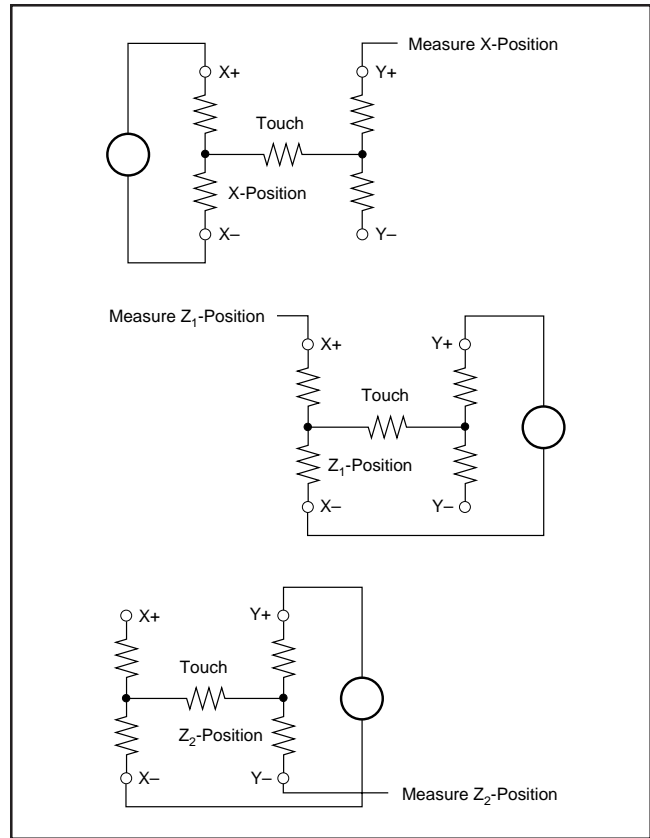 Measure X-Position
X+ Y+
Touch
X-Position
X– Y–
Measure Z₁-Position
X+ Y+
Touch
Z₁-Position
X– Y–
X+ Y+
Touch
Z₂-Position
X– Y–
Measure Z₂-Position